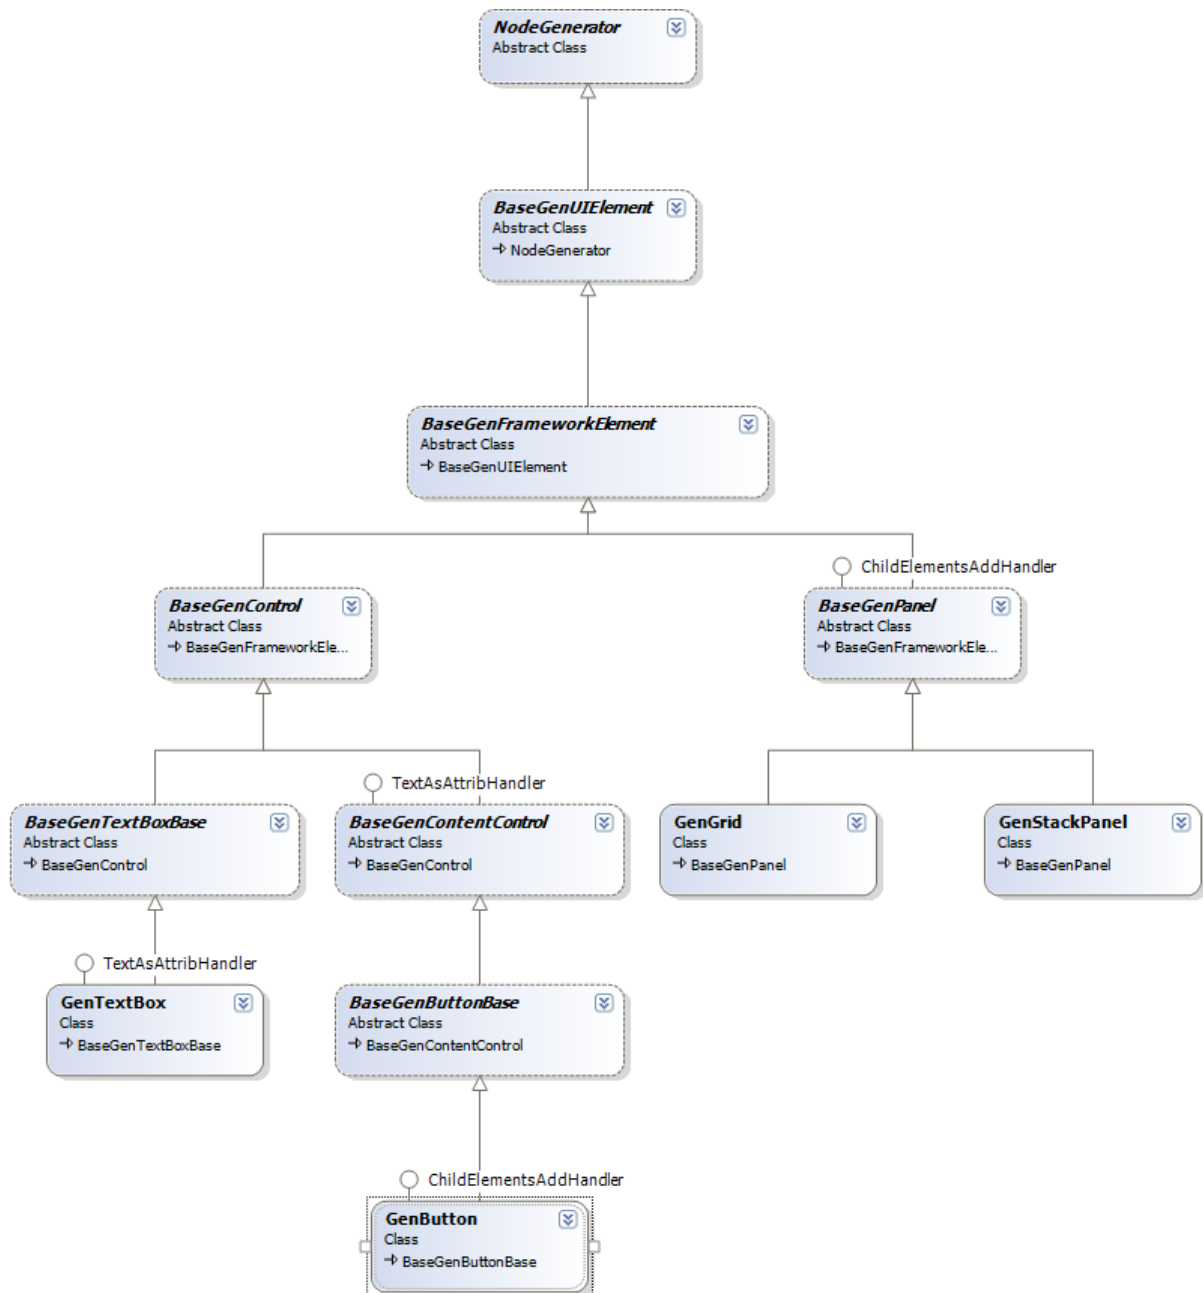 NodeGenerator
Abstract Class
BaseGenUIElement
Abstract Class
NodeGenerator
BaseGenFrameworkElement
Abstract Class
BaseGenUIElement
ChildElementsAddHandler
BaseGenControl
Abstract Class
BaseGenFrameworkEle...
BaseGenPanel
Abstract Class
BaseGenFrameworkEle...
TextAsAttribHandler
BaseGenTextBoxBase
Abstract Class
BaseGenControl
BaseGenContentControl
Abstract Class
BaseGenControl
GenGrid
Class
BaseGenPanel
GenStackPanel
Class
BaseGenPanel
TextAsAttribHandler
GenTextBox
Class
BaseGenTextBoxBase
BaseGenButtonBase
Abstract Class
BaseGenContentControl
ChildElementsAddHandler
GenButton
Class
BaseGenButtonBase